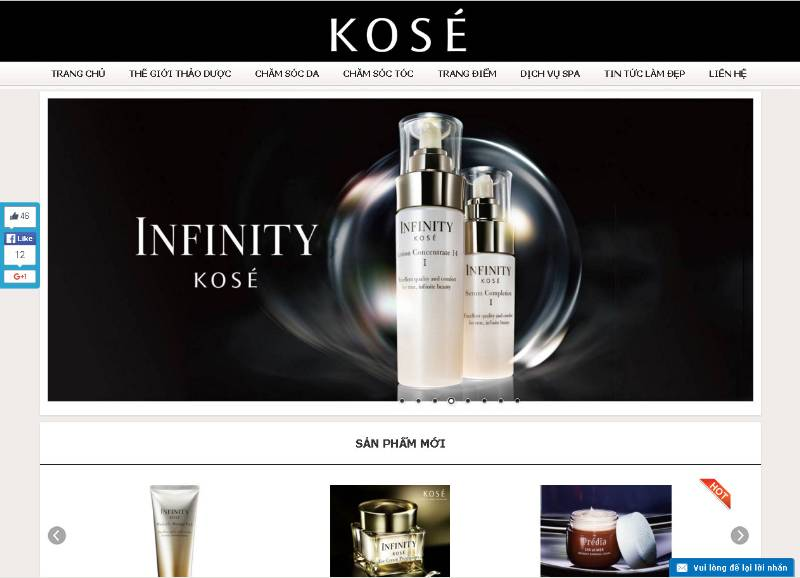 KOSÉ
TRANG CHỦ THẾ GIỚI THẢO DƯỢC CHĂM SÓC DA CHĂM SÓC TÓC TRANG ĐIỂM DỊCH VỤ SPA TIN TỨC LÀM ĐẸP LIÊN HỆ
INFINITY
KOSÉ
INFINITY
KOSÉ
Lotion Concentrate 14
I
Excellent quality and comfort
for true, infinite beauty
INFINITY
KOSÉ
Serum Completion
I
Excellent quality and comfort
for true, infinite beauty
46
Like
12
G+1
SẢN PHẨM MỚI
INFINITY
KOSÉ
KOSÉ
INFINITY
KOSÉ
Prédia
HOT
Vui lòng để lại lời nhắn